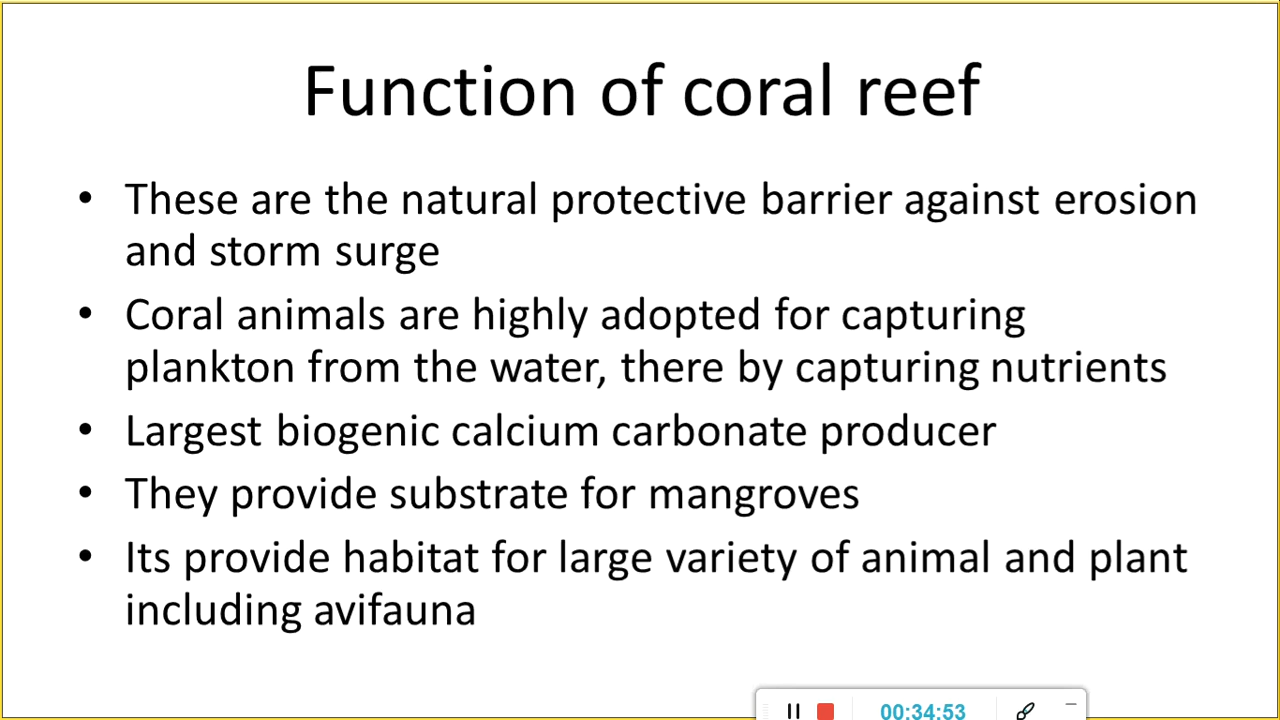 Function of coral reef
• These are the natural protective barrier against erosion
and storm surge
• Coral animals are highly adopted for capturing
plankton from the water, there by capturing nutrients
• Largest biogenic calcium carbonate producer
• They provide substrate for mangroves
• Its provide habitat for large variety of animal and plant
including avifauna
00:34:53